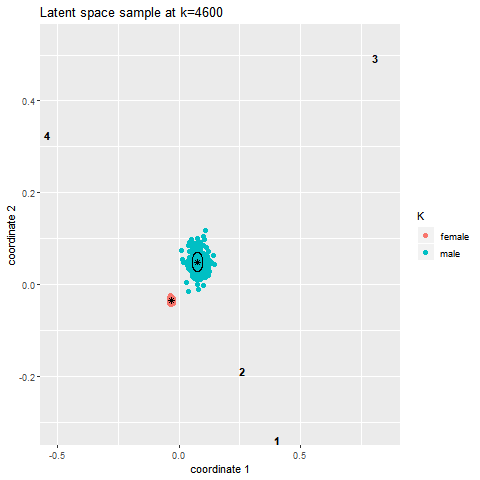 Latent space sample at k=4600
3
0.4
4
0.2
0.0
2
-0.2
1
-0.5
0.0
0.5
coordinate 1
coordinate 2
K
female
male